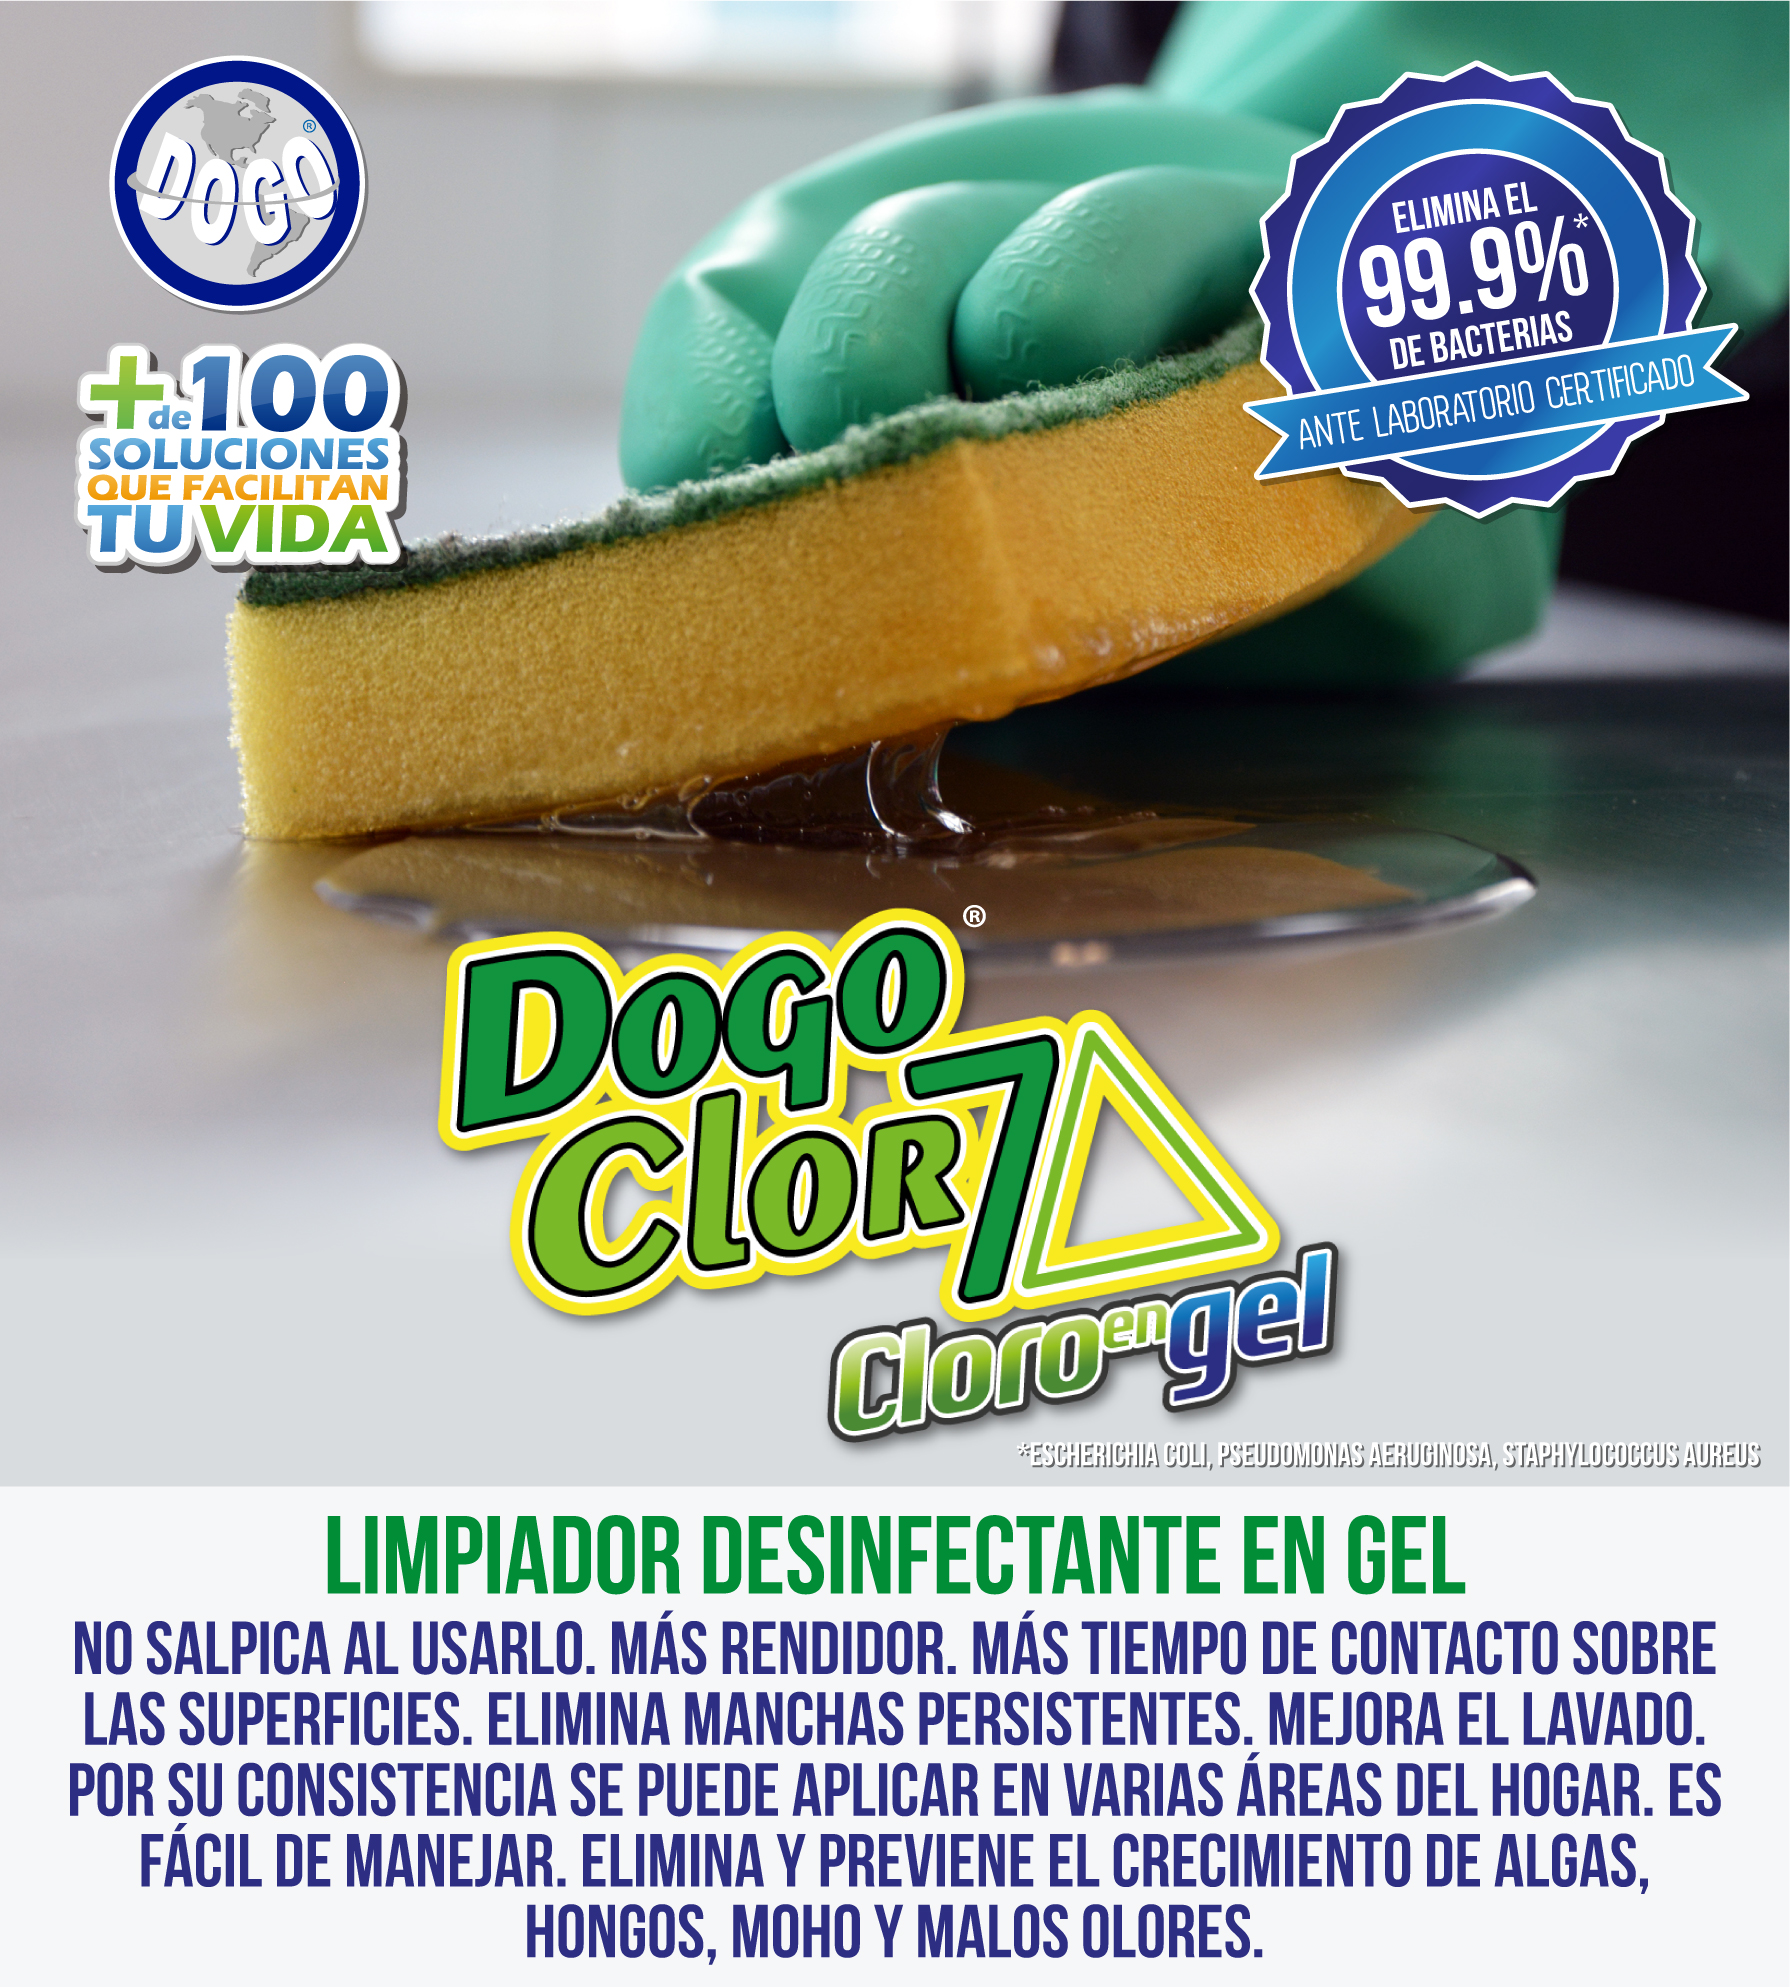 DOGO®
+de100
SOLUCIONES
QUE FACILITAN
TU VIDA
ELIMINA EL
99.9%*
DE BACTERIAS
ANTE LABORATORIO CERTIFICADO
DOGO®
CLOR 7
Cloro en gel
*ESCHERICHIA COLI, PSEUDOMONAS AERUGINOSA, STAPHYLOCOCCUS AUREUS
LIMPIADOR DESINFECTANTE EN GEL
NO SALPICA AL USARLO. MÁS RENDIDOR. MÁS TIEMPO DE CONTACTO SOBRE
LAS SUPERFICIES. ELIMINA MANCHAS PERSISTENTES. MEJORA EL LAVADO.
POR SU CONSISTENCIA SE PUEDE APLICAR EN VARIAS ÁREAS DEL HOGAR. ES
FÁCIL DE MANEJAR. ELIMINA Y PREVIENE EL CRECIMIENTO DE ALGAS,
HONGOS, MOHO Y MALOS OLORES.